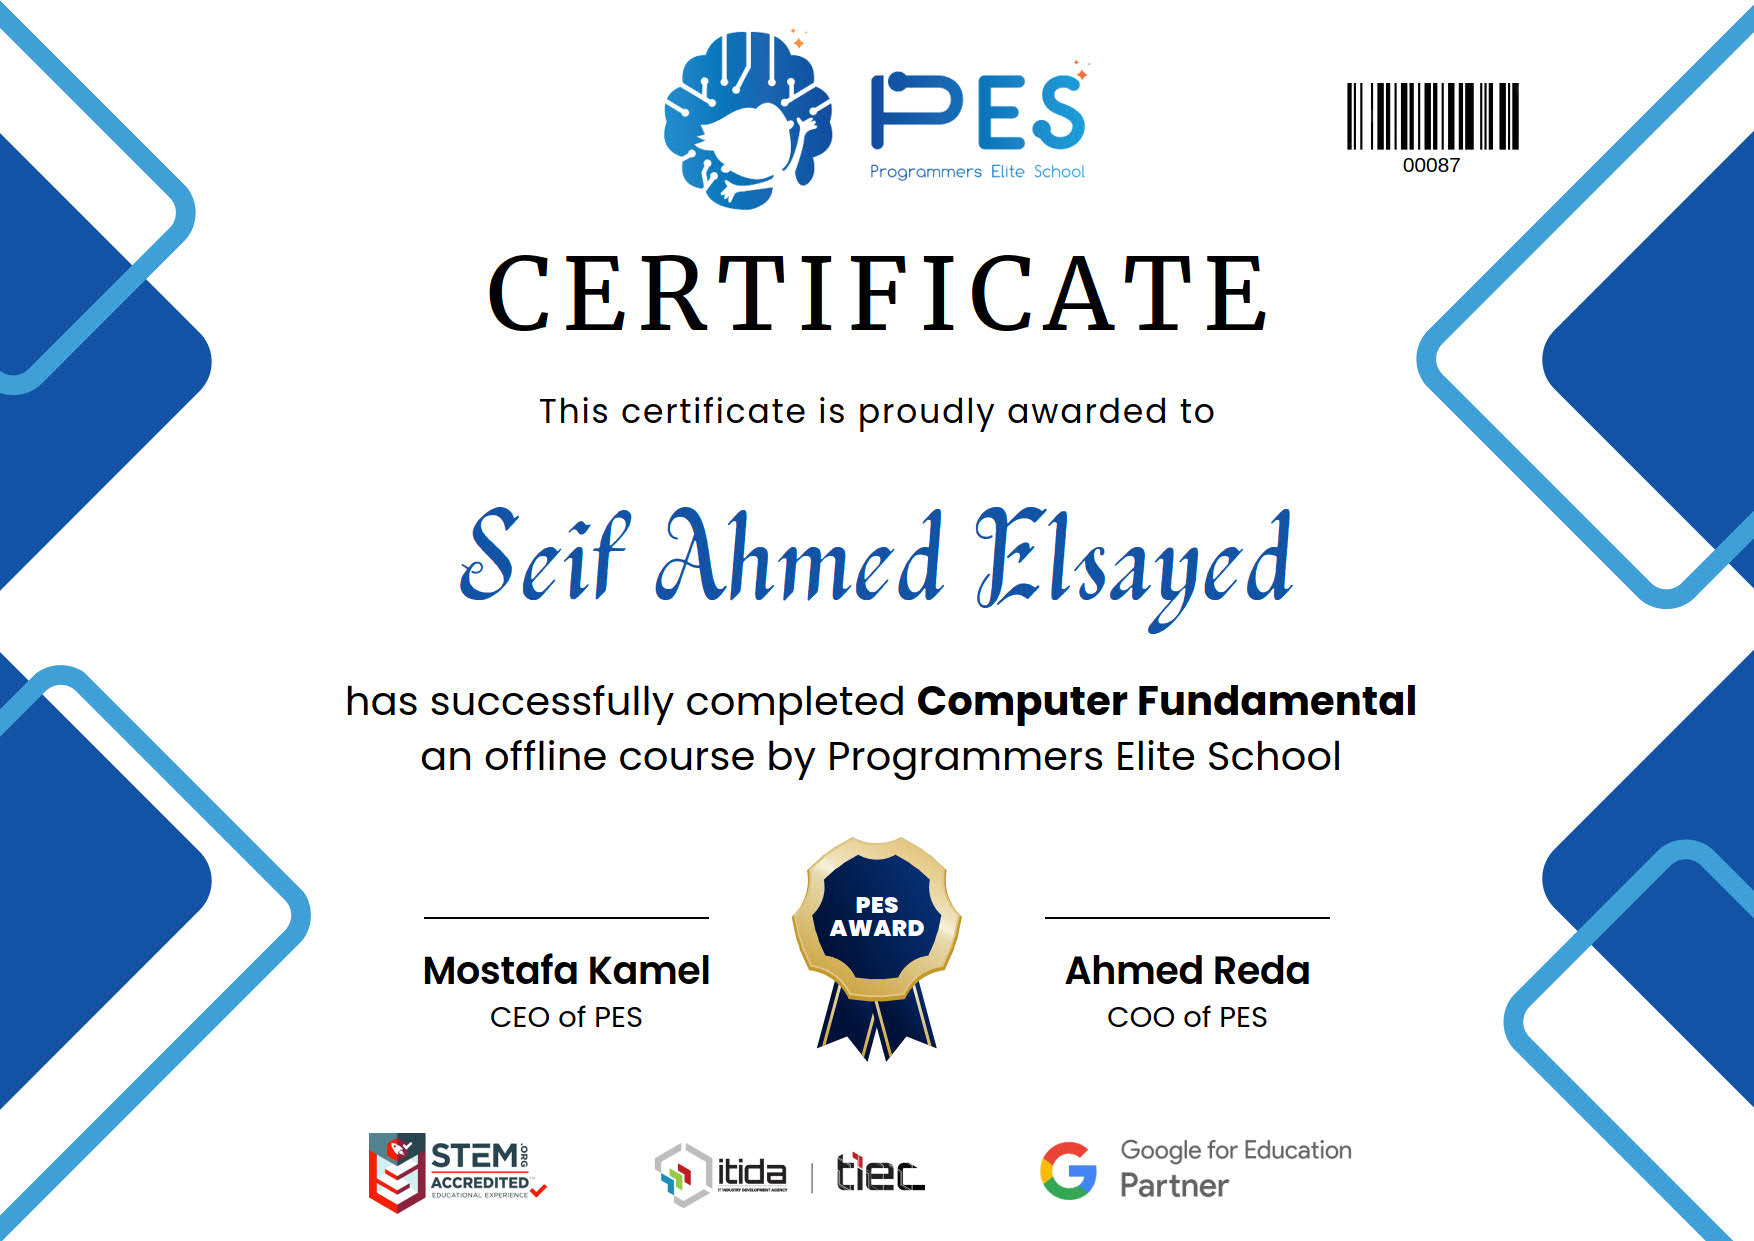 PES
Programmers Elite School
00087
CERTIFICATE
This certificate is proudly awarded to
Seif Ahmed Elsayed
has successfully completed Computer Fundamental
an offline course by Programmers Elite School
PES
AWARD
Mostafa Kamel
CEO of PES
Ahmed Reda
COO of PES
STEM.ORG
ACCREDITED
EDUCATIONAL EXPERIENCE
itida
IT INDUSTRY DEVELOPMENT AGENCY
tiec
Google for Education
Partner